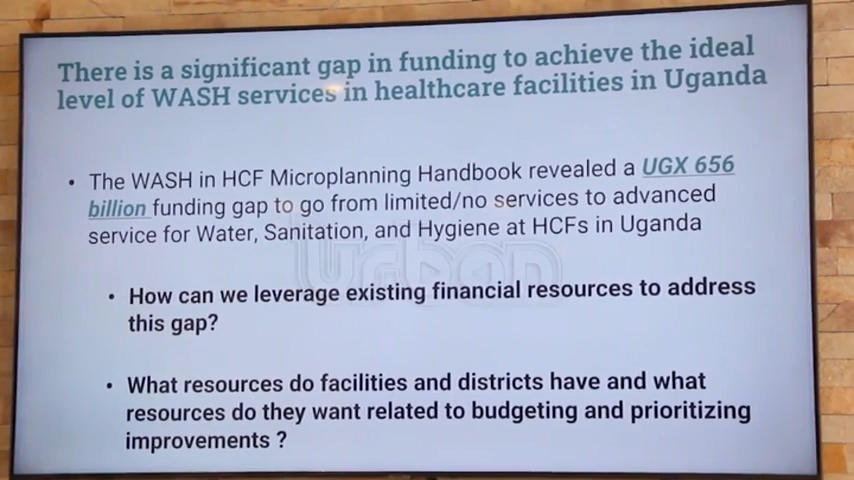 There is a significant gap in funding to achieve the ideal
level of WASH services in healthcare facilities in Uganda
• The WASH in HCF Microplanning Handbook revealed a UGX 656
billion funding gap to go from limited/no services to advanced
service for Water, Sanitation, and Hygiene at HCFs in Uganda
urban
• How can we leverage existing financial resources to address
this gap?
• What resources do facilities and districts have and what
resources do they want related to budgeting and prioritizing
improvements ?